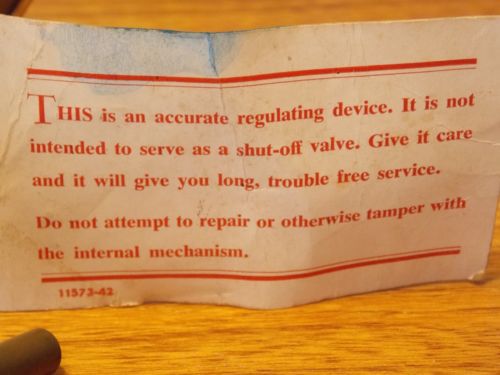 THIS is an accurate regulating device. It is not
intended to serve as a shut-off valve. Give it care
and it will give you long, trouble free service.
Do not attempt to repair or otherwise tamper with
the internal mechanism.
11573-42